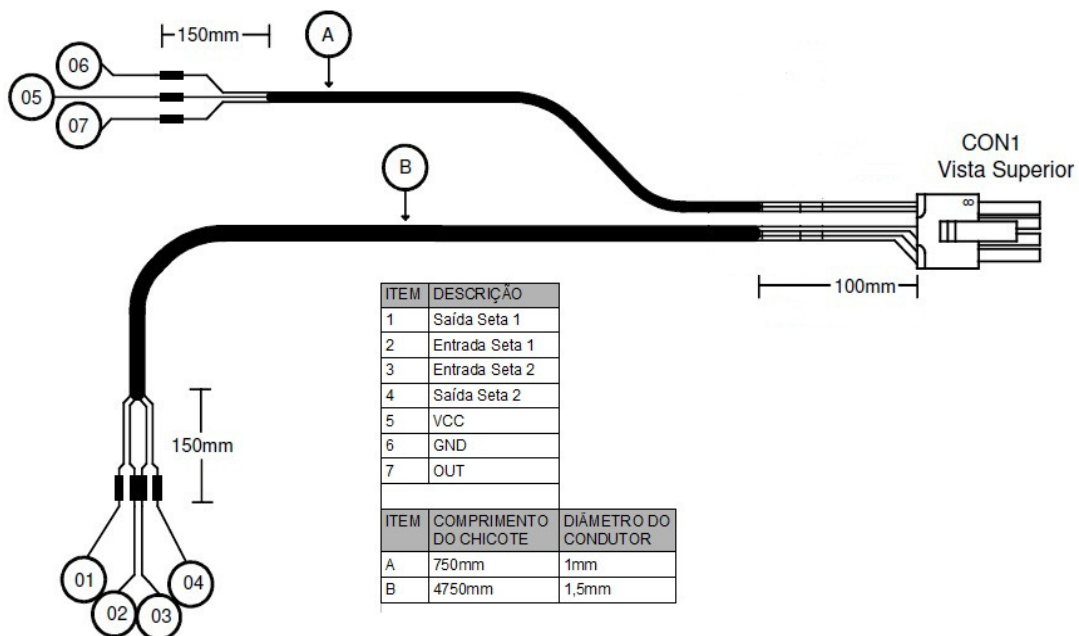 150mm
A
06
05
07
B
CON1
Vista Superior
8
100mm
ITEM DESCRIÇÃO
1 Saída Seta 1
2 Entrada Seta 1
3 Entrada Seta 2
4 Saída Seta 2
5 VCC
6 GND
7 OUT
ITEM COMPRIMENTO DO CHICOTE DIÂMETRO DO CONDUTOR
A 750mm 1mm
B 4750mm 1,5mm
150mm
01
02
03
04